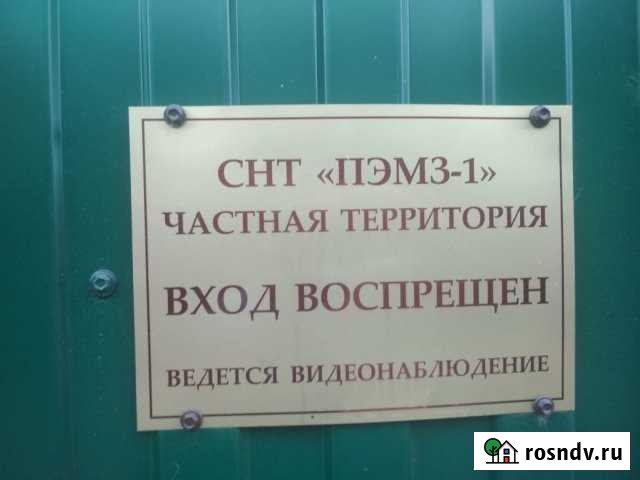 СНТ «ПЭМЗ-1»
ЧАСТНАЯ ТЕРРИТОРИЯ
ВХОД ВОСПРЕЩЕН
ВЕДЕТСЯ ВИДЕОНАБЛЮДЕНИЕ
rosndv.ru